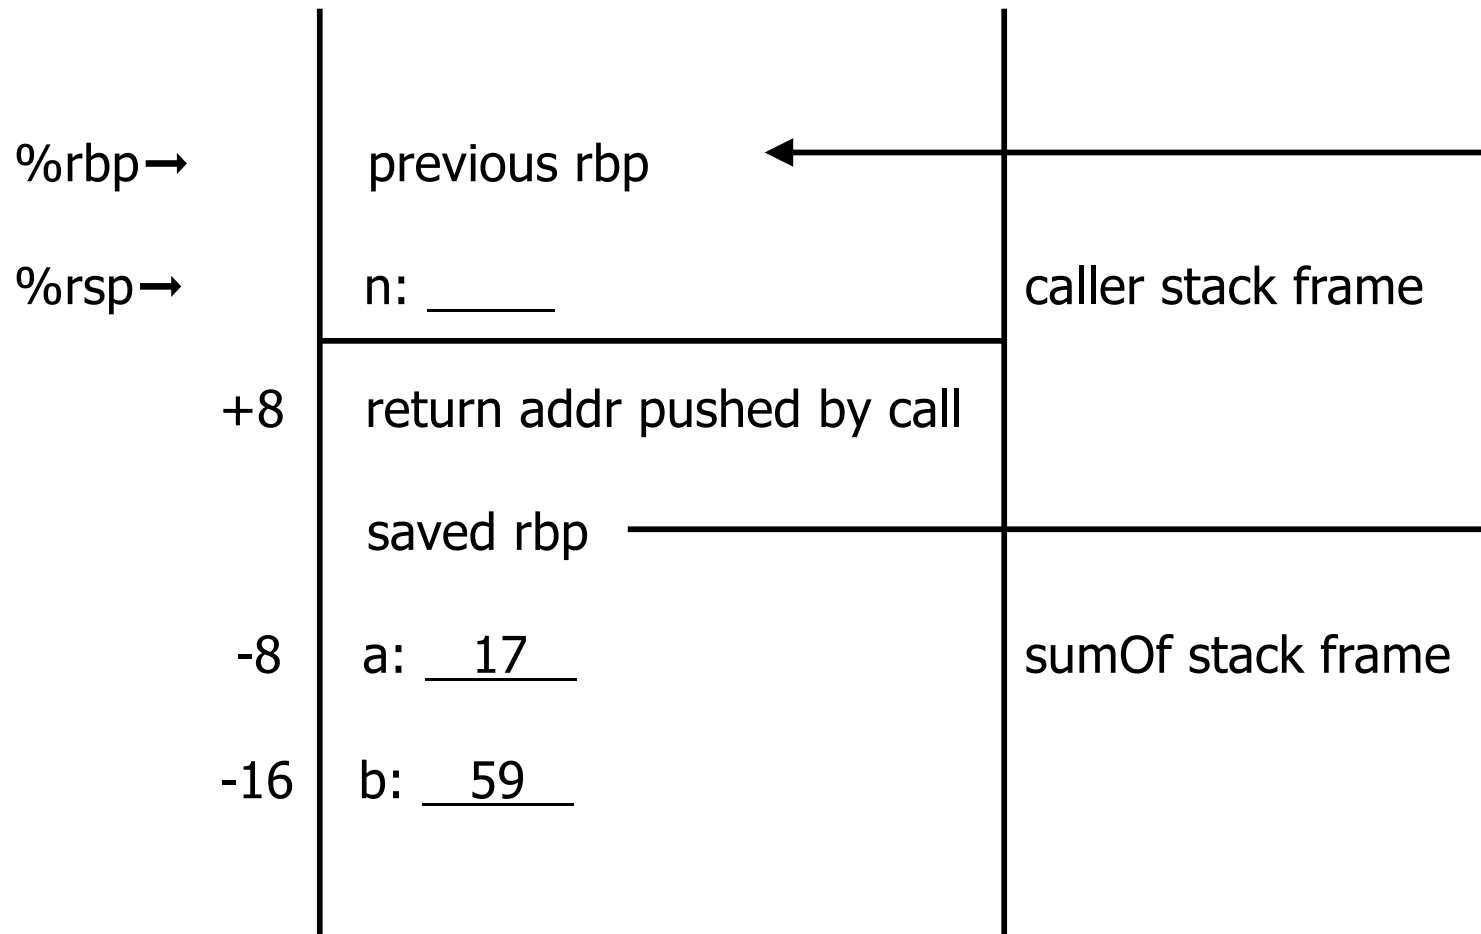 %rbp→ previous rbp
%rsp→ n: _____ caller stack frame
+8 return addr pushed by call
saved rbp
-8 a: 17 sumOf stack frame
-16 b: 59